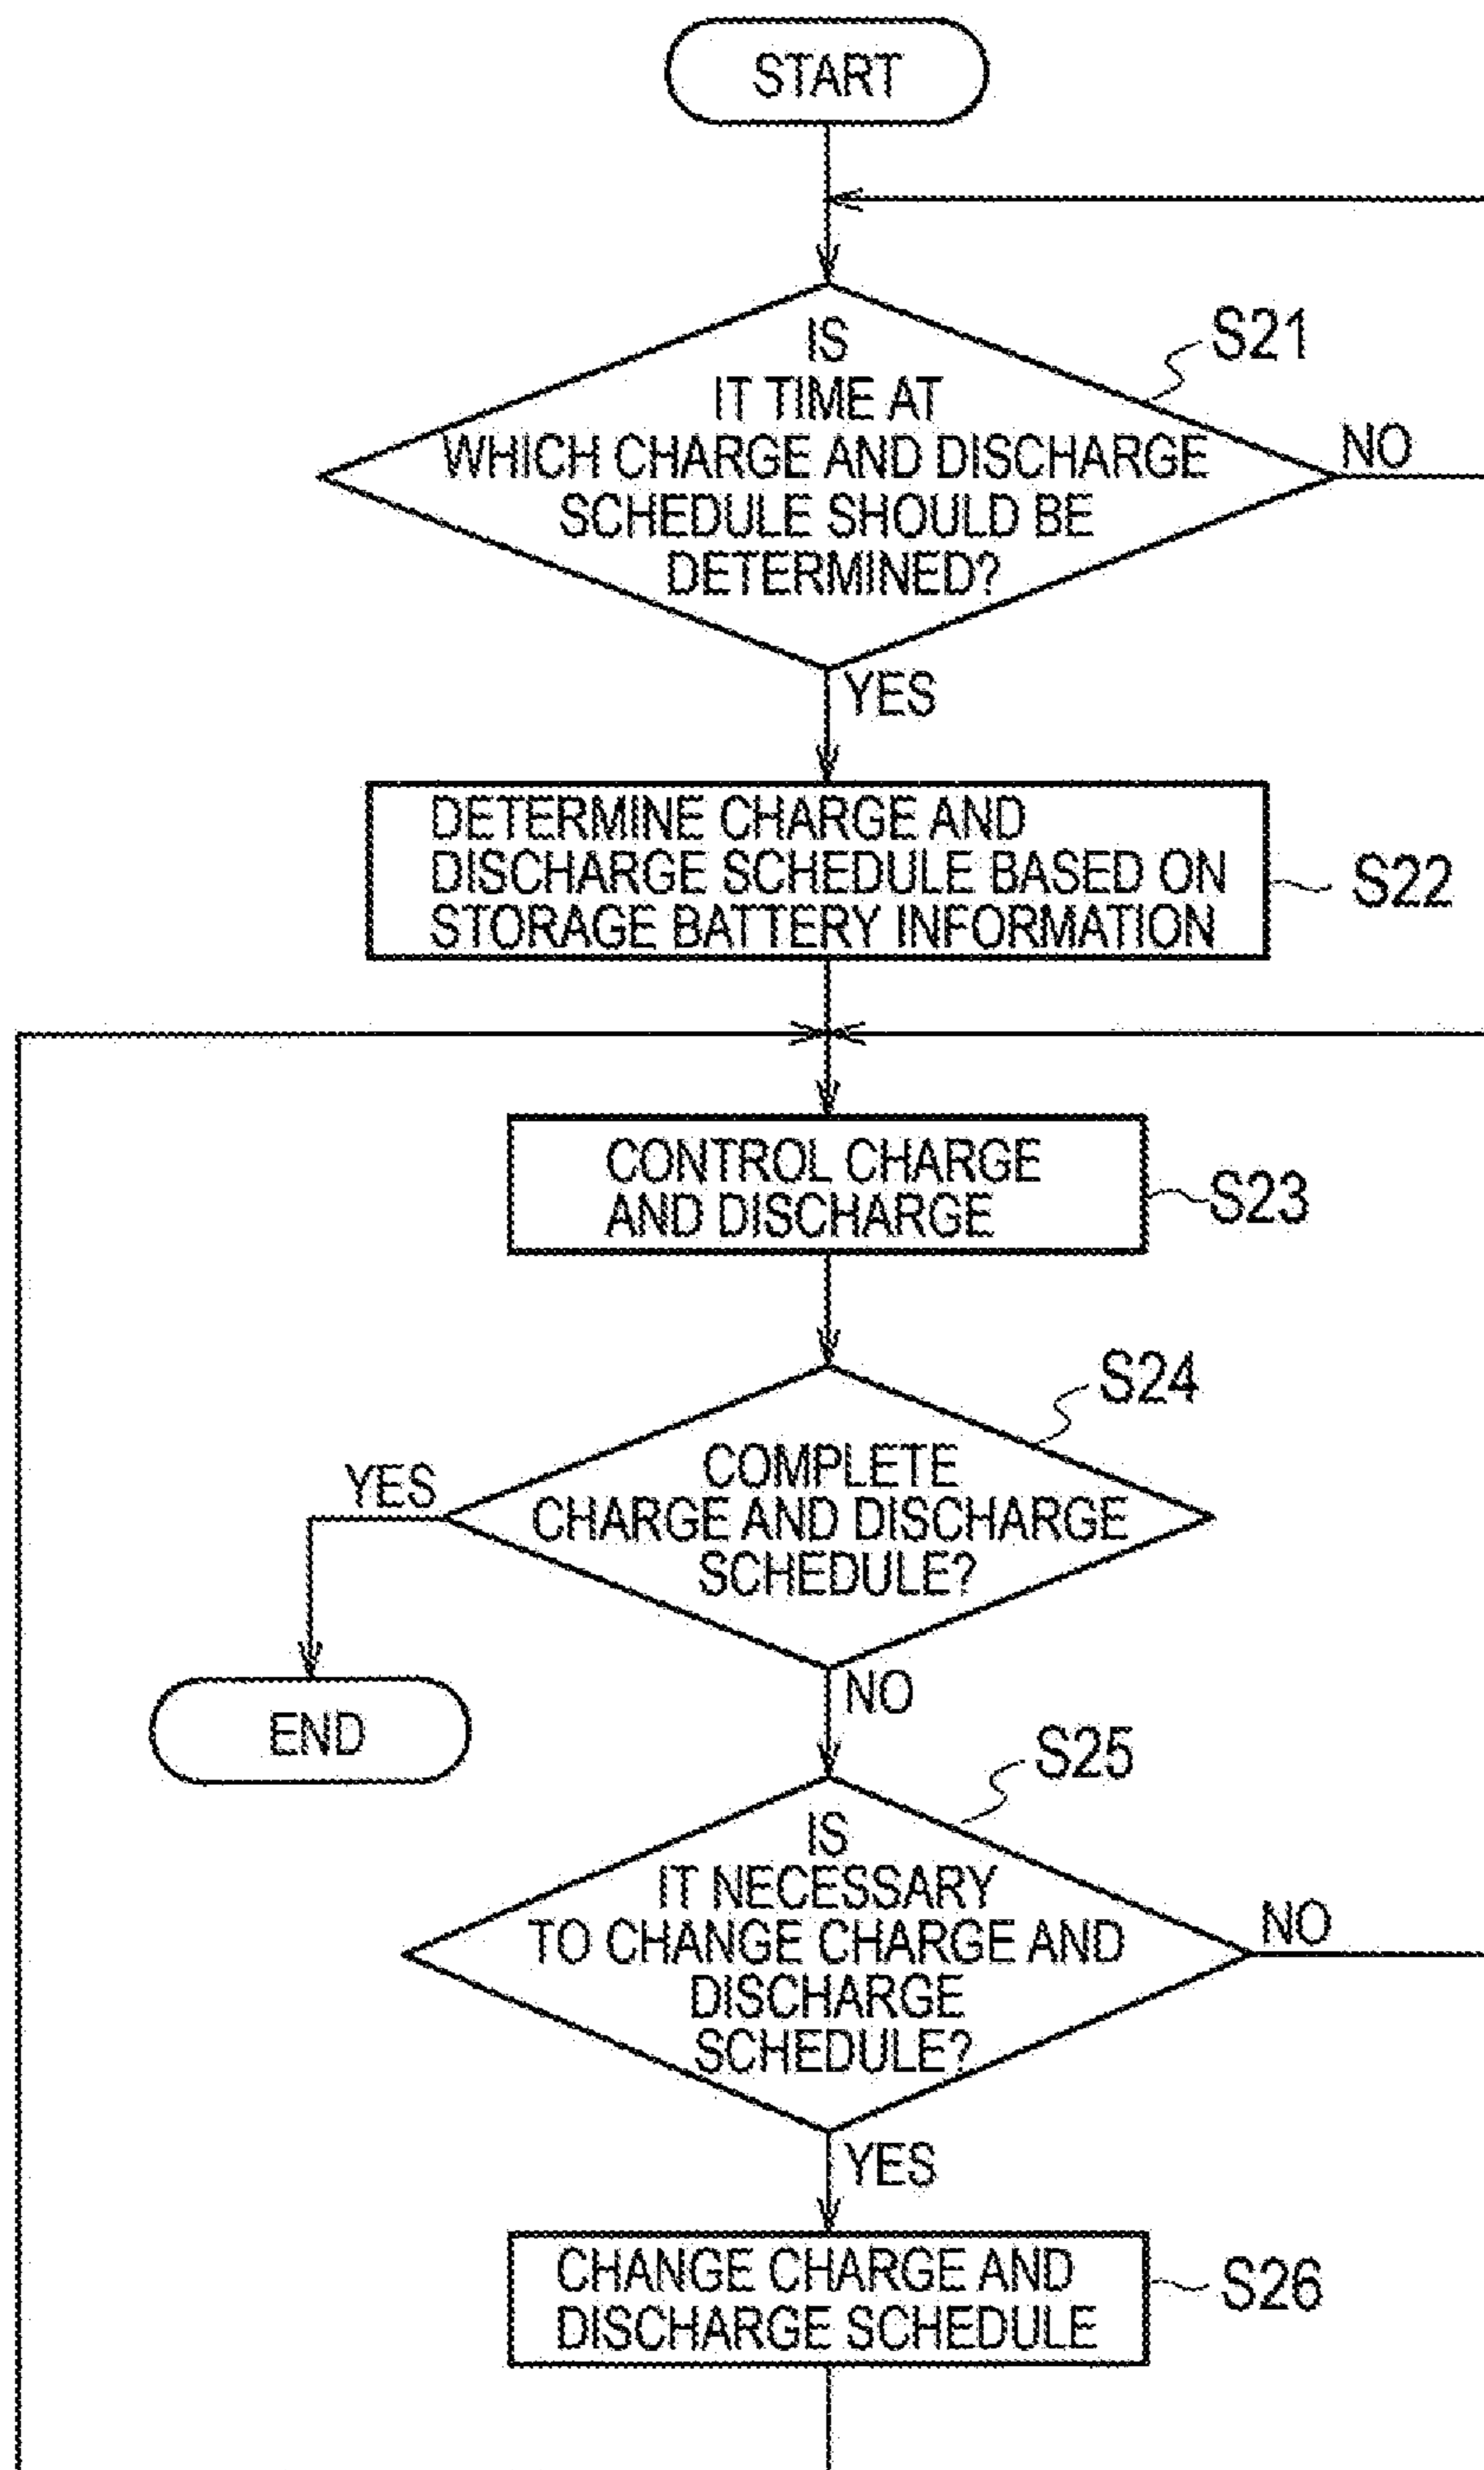 START
IS
IT TIME AT
WHICH CHARGE AND DISCHARGE
SCHEDULE SHOULD BE
DETERMINED?
S21
NO
YES
DETERMINE CHARGE AND
DISCHARGE SCHEDULE BASED ON
STORAGE BATTERY INFORMATION
S22
CONTROL CHARGE
AND DISCHARGE
S23
S24
COMPLETE
CHARGE AND DISCHARGE
SCHEDULE?
YES
END
NO
S25
IS
IT NECESSARY
TO CHANGE CHARGE AND
DISCHARGE
SCHEDULE?
NO
YES
CHANGE CHARGE AND
DISCHARGE SCHEDULE
S26